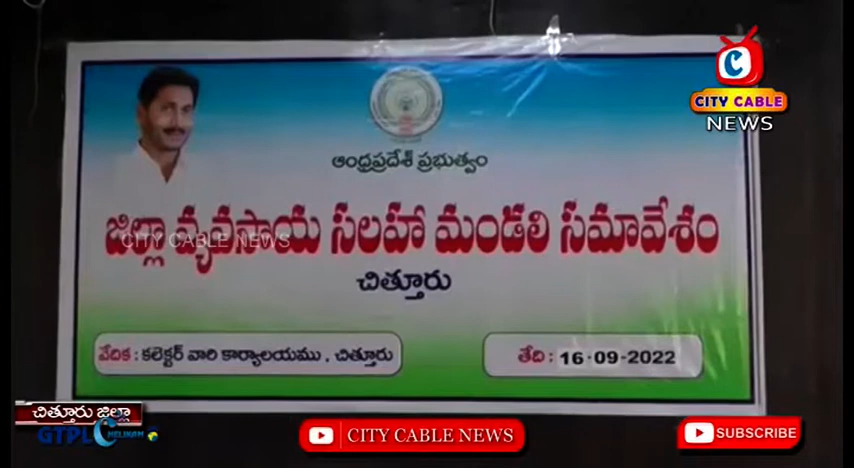 CITY CABLE
NEWS
ఆంధ్రప్రదేశ్ ప్రభుత్వం
జిల్లా వ్యవసాయ సలహా మండలి సమావేశం
CITY CABLE NEWS
చిత్తూరు
వేదిక : కలెక్టర్ వారి కార్యాలయము , చిత్తూరు
తేది : 16-09-2022
చిత్తూరు జిల్లా
GTPL HELIKAM
CITY CABLE NEWS
SUBSCRIBE